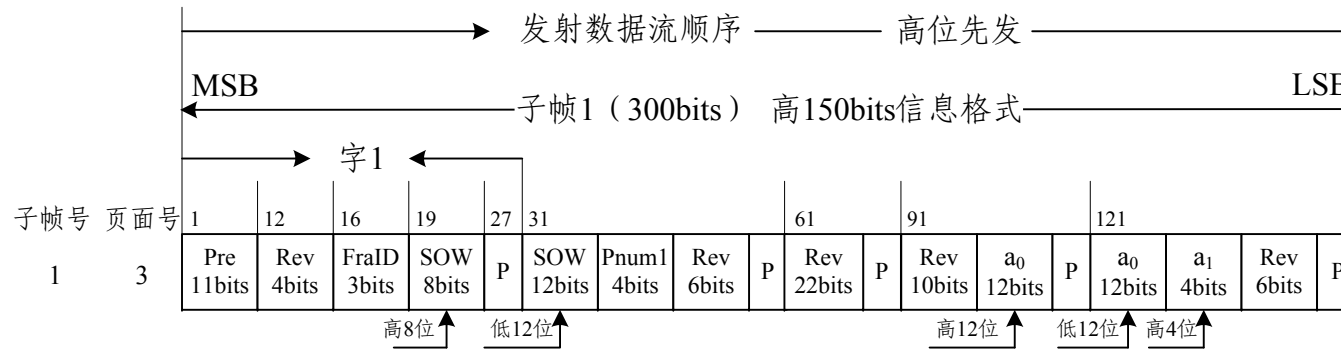 发射数据流顺序 高位先发
MSB LSB
子帧1（300bits） 高150bits信息格式
字1
子帧号 页面号 1 12 16 19 27 31 61 91 121
Pre Rev FraID SOW P SOW Pnum1 Rev P Rev P Rev a₀ P a₀ a₁ Rev P
1 3 11bits 4bits 3bits 8bits 12bits 4bits 6bits 22bits 10bits 12bits 12bits 4bits 6bits
高8位 低12位 高12位 低12位 高4位